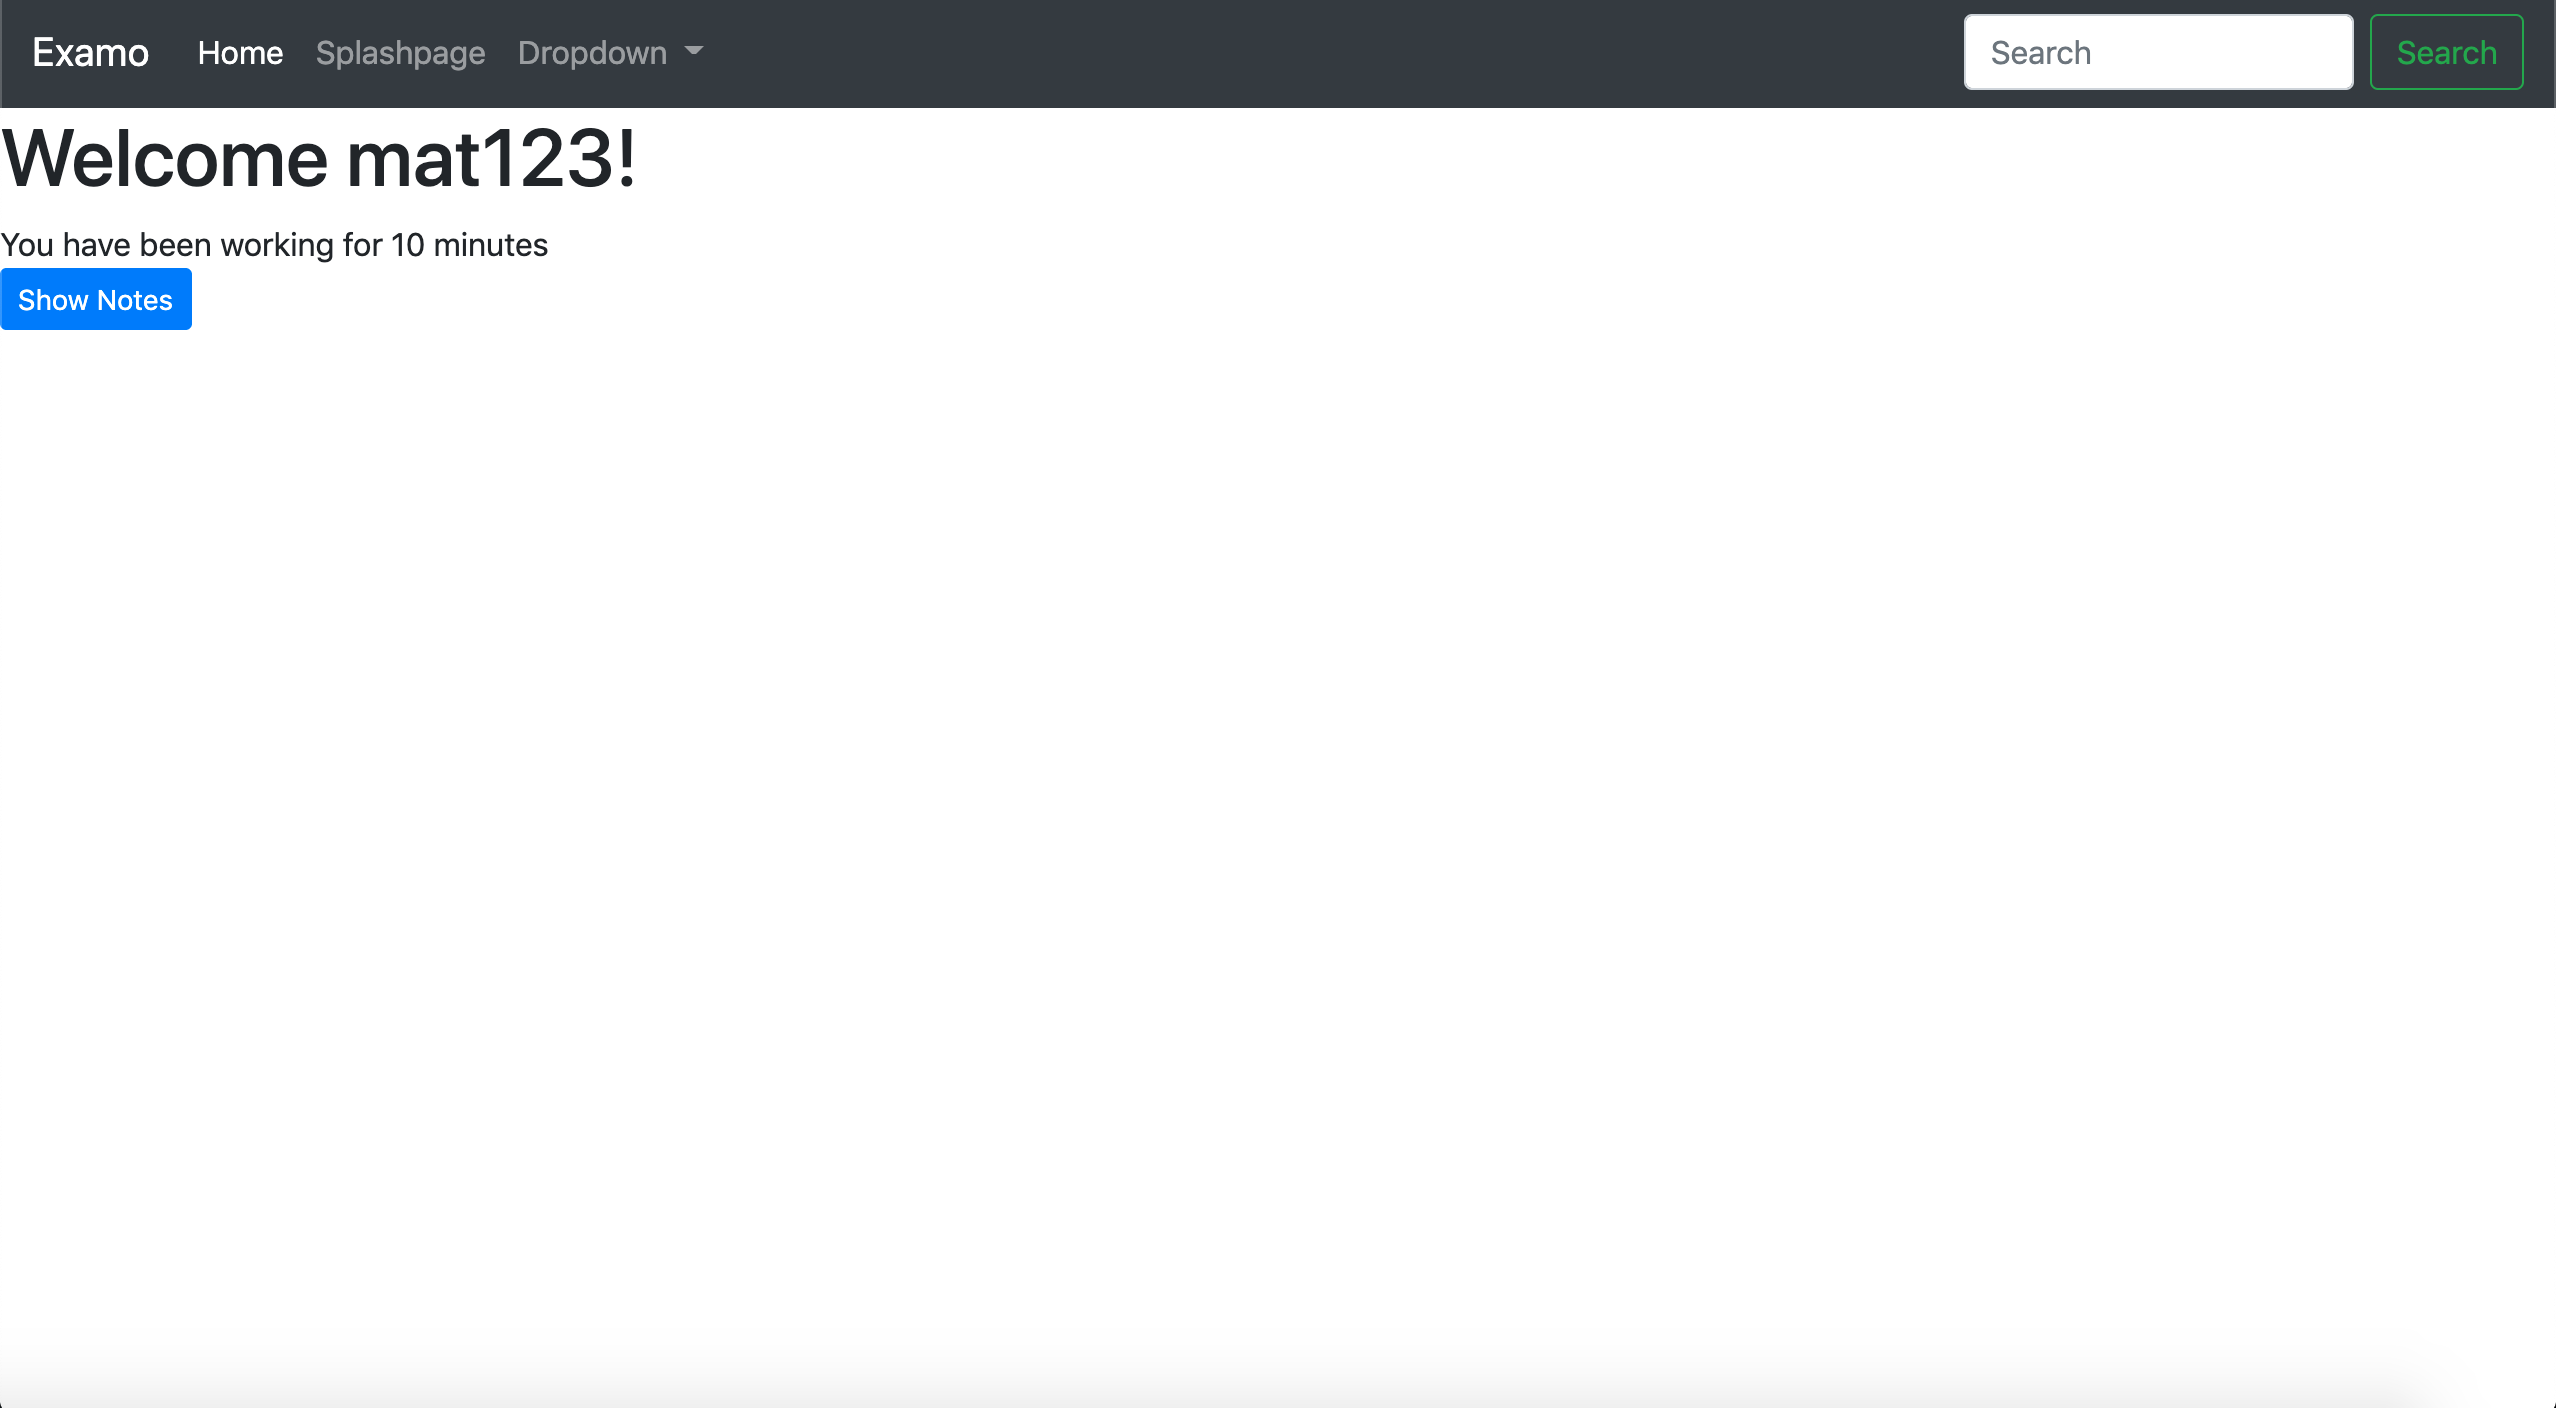 Examo Home Splashpage Dropdown Search Search
Welcome mat123!
You have been working for 10 minutes
Show Notes